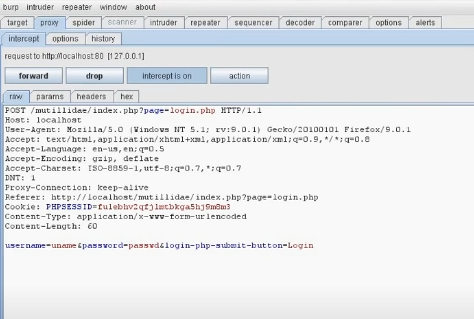 burp intruder repeater window about
target proxy spider scanner intruder repeater sequencer decoder comparer options alerts
intercept options history
request to http://localhost:80 [127.0.0.1]
forward drop intercept is on action
raw params headers hex
POST /mutillidae/index.php?page=login.php HTTP/1.1
Host: localhost
User-Agent: Mozilla/5.0 (Windows NT 5.1; rv:9.0.1) Gecko/20100101 Firefox/9.0.1
Accept: text/html,application/xhtml+xml,application/xml;q=0.9,*/*;q=0.8
Accept-Language: en-us,en;q=0.5
Accept-Encoding: gzip, deflate
Accept-Charset: ISO-8859-1,utf-8;q=0.7,*;q=0.7
DNT: 1
Proxy-Connection: keep-alive
Referer: http://localhost/mutillidae/index.php?page=login.php
Cookie: PHPSESSID=fulebhv2qfj1mtbkga5hj9m8m3
Content-Type: application/x-www-form-urlencoded
Content-Length: 60
username=uname&password=passwd&login-php-submit-button=Login